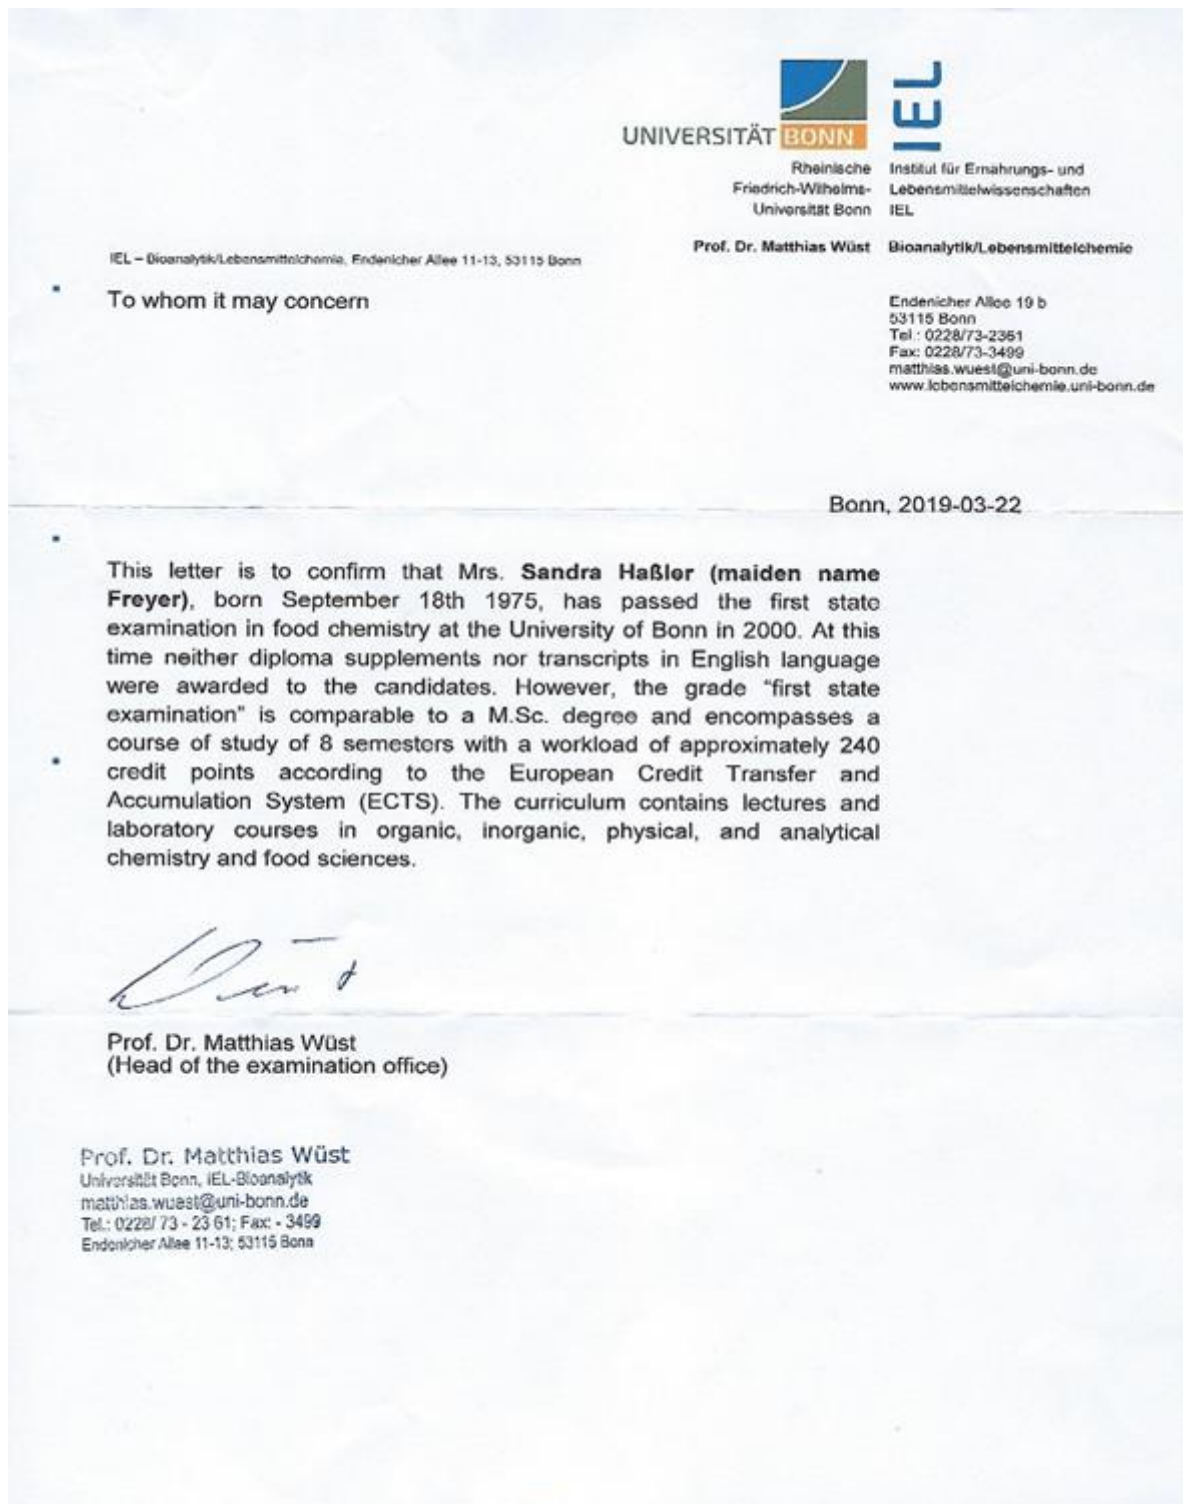 UNIVERSITÄT BONN
IEL
Rheinische
Friedrich-Wilhelms-
Universität Bonn
Institut für Ernährungs- und
Lebensmittelwissenschaften
IEL
Prof. Dr. Matthias Wüst
Bioanalytik/Lebensmittelchemie
IEL – Bioanalytik/Lebensmittelchemie, Endenicher Allee 11-13, 53115 Bonn
To whom it may concern
Endenicher Allee 19 b
53115 Bonn
Tel.: 0228/73-2361
Fax: 0228/73-3499
matthias.wuest@uni-bonn.de
www.lebensmittelchemie.uni-bonn.de
Bonn, 2019-03-22
This letter is to confirm that Mrs. Sandra Haßler (maiden name
Freyer), born September 18th 1975, has passed the first state
examination in food chemistry at the University of Bonn in 2000. At this
time neither diploma supplements nor transcripts in English language
were awarded to the candidates. However, the grade "first state
examination" is comparable to a M.Sc. degree and encompasses a
course of study of 8 semesters with a workload of approximately 240
credit points according to the European Credit Transfer and
Accumulation System (ECTS). The curriculum contains lectures and
laboratory courses in organic, inorganic, physical, and analytical
chemistry and food sciences.
Wüst
Prof. Dr. Matthias Wüst
(Head of the examination office)
Prof. Dr. Matthias Wüst
Universität Bonn, IEL-Bioanalytik
matthias.wuest@uni-bonn.de
Tel.: 0228/ 73 - 23 61; Fax: - 3499
Endenicher Allee 11-13; 53115 Bonn